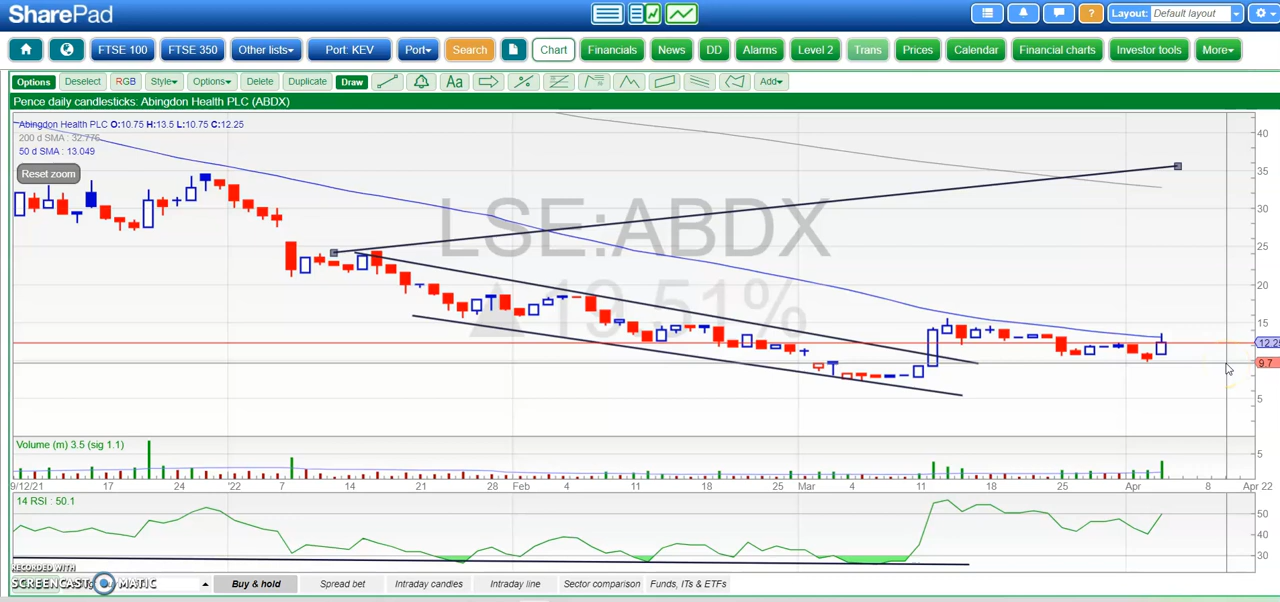 SharePad
?
Layout: Default layout
FTSE 100 FTSE 350 Other lists Port: KEV Port Search Chart Financials News DD Alarms Level 2 Trans Prices Calendar Financial charts Investor tools More
Options Deselect RGB Style Options Delete Duplicate Draw Aa Add
Pence daily candlesticks: Abingdon Health PLC (ABDX)
Abingdon Health PLC O:10.75 H:13.5 L:10.75 C:12.25
200 d SMA : 32.775
50 d SMA : 13.049
Reset zoom
LSE:ABDX
▲19.51%
40
35
30
25
20
15
12.25
9.7
5
Volume (m) 3.5 (sig 1.1)
5
9/12/21 17 24 '22 7 14 21 28 Feb 4 11 18 25 Mar 4 11 18 25 Apr 8 Apr 22
14 RSI : 50.1
50
40
30
RECORDED WITH
SCREENCAST MATIC
Buy & hold Spread bet Intraday candles Intraday line Sector comparison Funds, ITs & ETFs